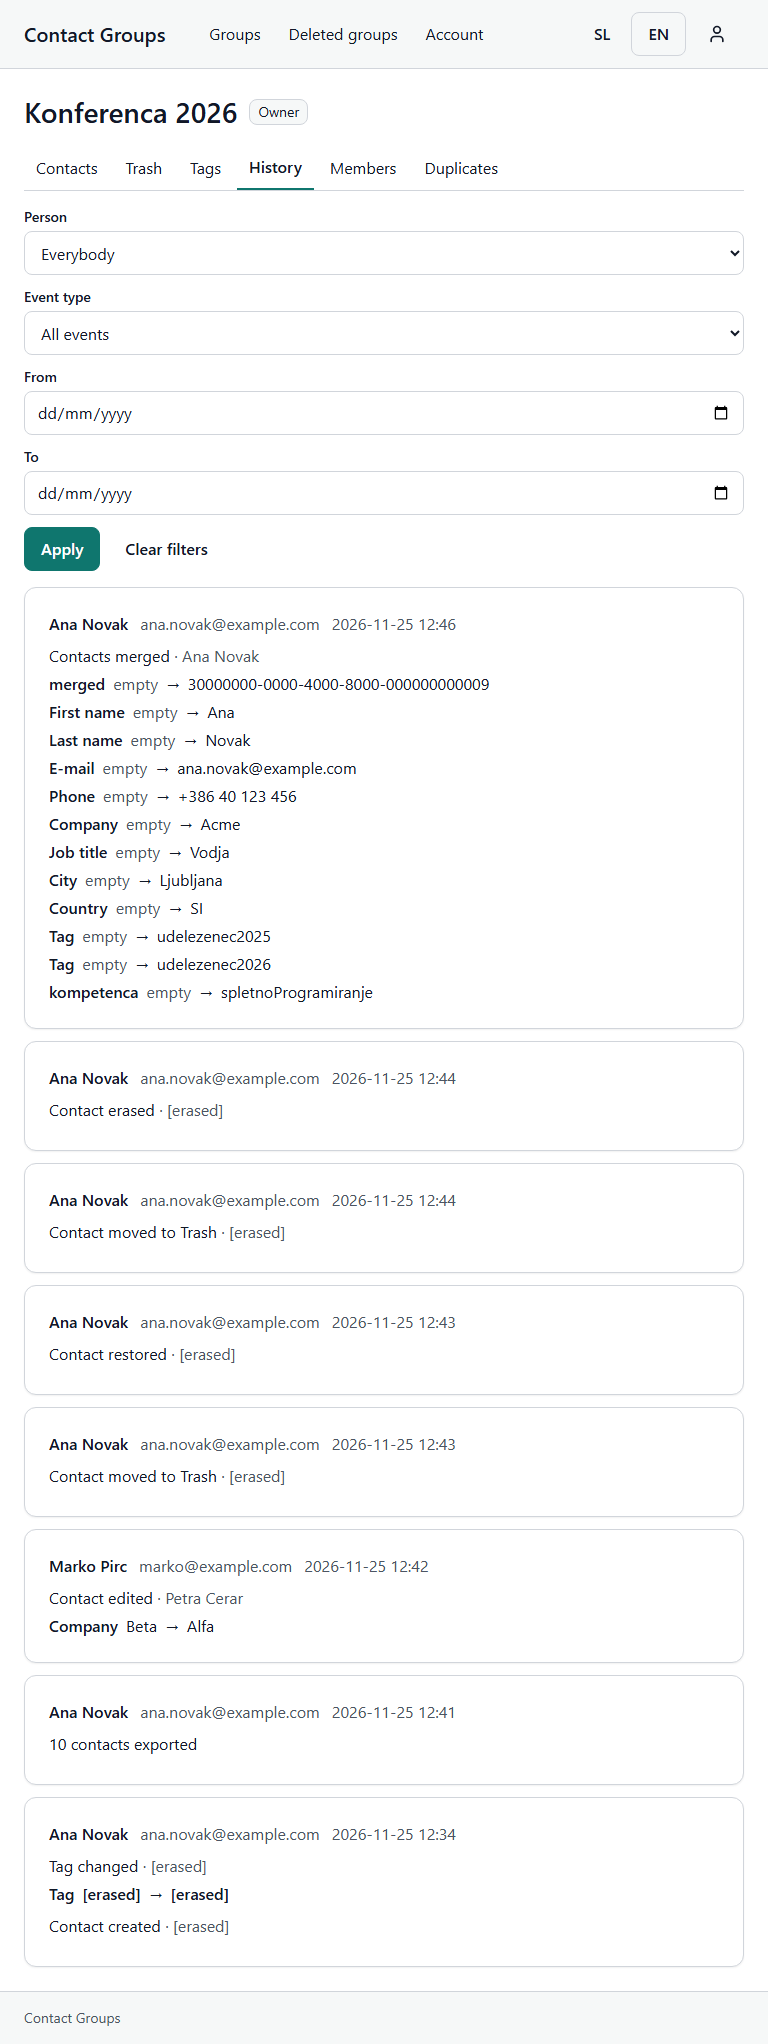 Contact Groups Groups Deleted groups Account SL EN
Konferenca 2026 Owner
Contacts Trash Tags History Members Duplicates
Person
Everybody
Event type
All events
From
dd/mm/yyyy
To
dd/mm/yyyy
Apply Clear filters
Ana Novak ana.novak@example.com 2026-11-25 12:46
Contacts merged · Ana Novak
merged empty → 30000000-0000-4000-8000-000000000009
First name empty → Ana
Last name empty → Novak
E-mail empty → ana.novak@example.com
Phone empty → +386 40 123 456
Company empty → Acme
Job title empty → Vodja
City empty → Ljubljana
Country empty → SI
Tag empty → udelezenec2025
Tag empty → udelezenec2026
kompetenca empty → spletnoProgramiranje
Ana Novak ana.novak@example.com 2026-11-25 12:44
Contact erased · [erased]
Ana Novak ana.novak@example.com 2026-11-25 12:44
Contact moved to Trash · [erased]
Ana Novak ana.novak@example.com 2026-11-25 12:43
Contact restored · [erased]
Ana Novak ana.novak@example.com 2026-11-25 12:43
Contact moved to Trash · [erased]
Marko Pirc marko@example.com 2026-11-25 12:42
Contact edited · Petra Cerar
Company Beta → Alfa
Ana Novak ana.novak@example.com 2026-11-25 12:41
10 contacts exported
Ana Novak ana.novak@example.com 2026-11-25 12:34
Tag changed · [erased]
Tag [erased] → [erased]
Contact created · [erased]
Contact Groups